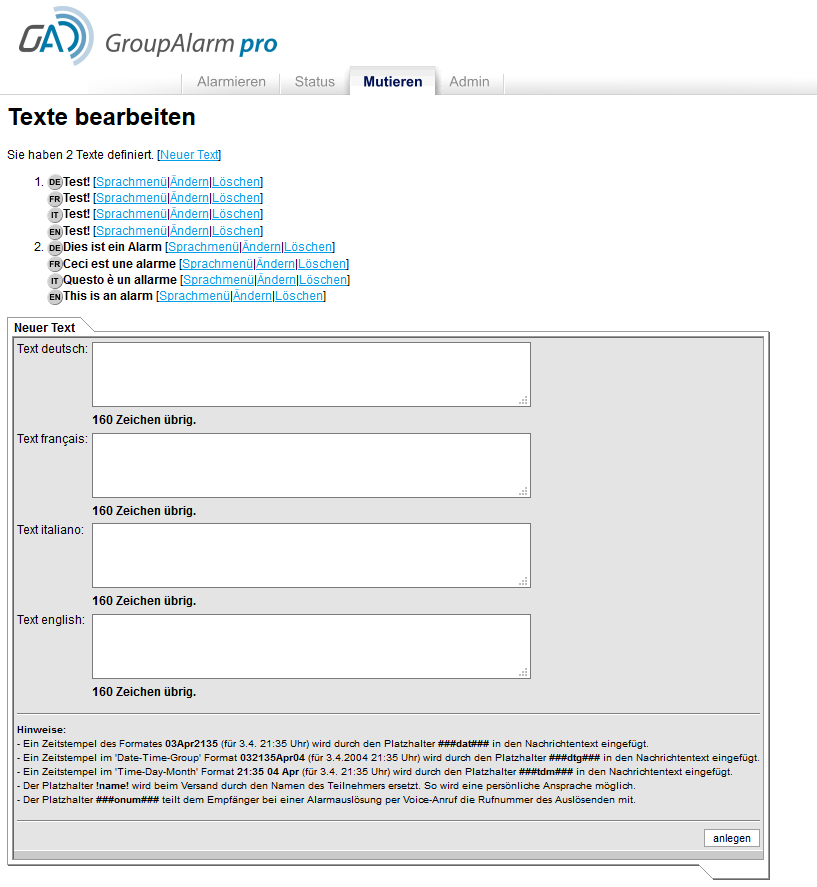 GAD GroupAlarm pro
Alarmieren Status Mutieren Admin
Texte bearbeiten
Sie haben 2 Texte definiert. [Neuer Text]
1. DE Test! [Sprachmenü|Ändern|Löschen]
FR Test! [Sprachmenü|Ändern|Löschen]
IT Test! [Sprachmenü|Ändern|Löschen]
EN Test! [Sprachmenü|Ändern|Löschen]
2. DE Dies ist ein Alarm [Sprachmenü|Ändern|Löschen]
FR Ceci est une alarme [Sprachmenü|Ändern|Löschen]
IT Questo è un allarme [Sprachmenü|Ändern|Löschen]
EN This is an alarm [Sprachmenü|Ändern|Löschen]
Neuer Text
Text deutsch:
160 Zeichen übrig.
Text français:
160 Zeichen übrig.
Text italiano:
160 Zeichen übrig.
Text english:
160 Zeichen übrig.
Hinweise:
- Ein Zeitstempel des Formates 03Apr2135 (für 3.4. 21:35 Uhr) wird durch den Platzhalter ###dat### in den Nachrichtentext eingefügt.
- Ein Zeitstempel im 'Date-Time-Group' Format 032135Apr04 (für 3.4.2004 21:35 Uhr) wird durch den Platzhalter ###dtg### in den Nachrichtentext eingefügt.
- Ein Zeitstempel im 'Time-Day-Month' Format 21:35 04 Apr (für 3.4. 21:35 Uhr) wird durch den Platzhalter ###tdm### in den Nachrichtentext eingefügt.
- Der Platzhalter !name! wird beim Versand durch den Namen des Teilnehmers ersetzt. So wird eine persönliche Ansprache möglich.
- Der Platzhalter ###onum### teilt dem Empfänger bei einer Alarmauslösung per Voice-Anruf die Rufnummer des Auslösenden mit.
anlegen